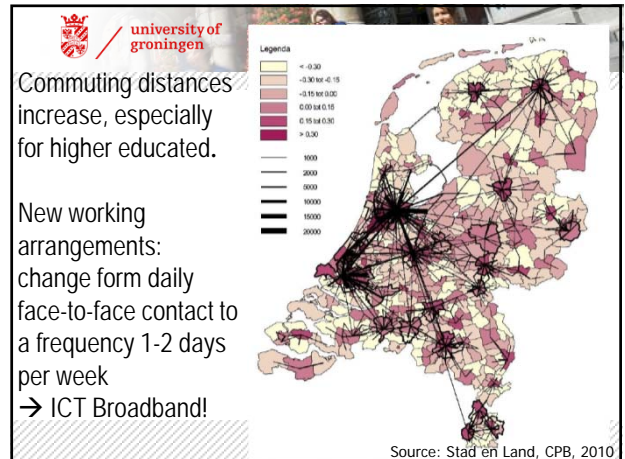 university of
groningen
Commuting distances
increase, especially
for higher educated.
New working
arrangements:
change form daily
face-to-face contact to
a frequency 1-2 days
per week
→ ICT Broadband!
Legenda
< -0.30
-0.30 tot -0.15
-0.15 tot 0.00
0.00 tot 0.15
0.15 tot 0.30
> 0.30
1000
2000
5000
10000
15000
20000
Source: Stad en Land, CPB, 2010